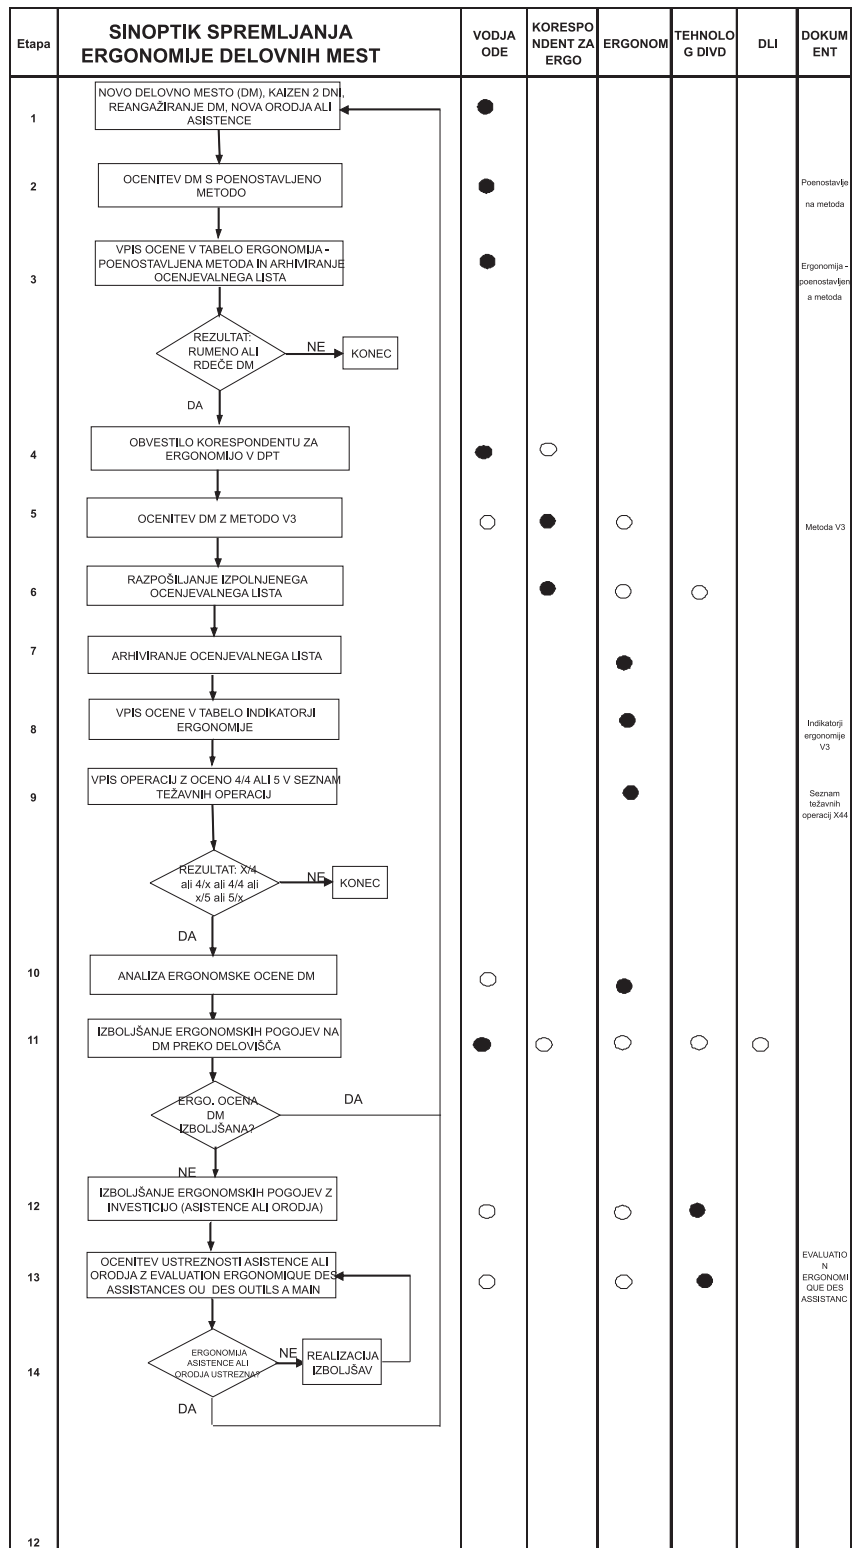 Etapa
SINOPTIK SPREMLJANJA
ERGONOMIJE DELOVNIH MEST
VODJA
ODE
KORESPO
NDENT ZA
ERGO
ERGONOM
TEHNOLO
G DIVD
DLI
DOKUM
ENT
1
NOVO DELOVNO MESTO (DM), KAIZEN 2 DNI,
REANGAŽIRANJE DM, NOVA ORODJA ALI
ASISTENCE
2
OCENITEV DM S POENOSTAVLJENO
METODO
Poenostavlje
na metoda
3
VPIS OCENE V TABELO ERGONOMIJA -
POENOSTAVLJENA METODA IN ARHIVIRANJE
OCENJEVALNEGA LISTA
Ergonomija -
poenostavljen
a metoda
REZULTAT:
RUMENO ALI
RDEČE DM
NE
KONEC
DA
4
OBVESTILO KORESPONDENTU ZA
ERGONOMIJO V DPT
5
OCENITEV DM Z METODO V3
Metoda V3
6
RAZPOŠILJANJE IZPOLNJENEGA
OCENJEVALNEGA LISTA
7
ARHIVIRANJE OCENJEVALNEGA LISTA
8
VPIS OCENE V TABELO INDIKATORJI
ERGONOMIJE
Indikatorji
ergonomije
V3
9
VPIS OPERACIJ Z OCENO 4/4 ALI 5 V SEZNAM
TEŽAVNIH OPERACIJ
Seznam
težavnih
operacij X44
REZULTAT: X/4
ali 4/x ali 4/4 ali
x/5 ali 5/x
NE
KONEC
DA
10
ANALIZA ERGONOMSKE OCENE DM
11
IZBOLJŠANJE ERGONOMSKIH POGOJEV NA
DM PREKO DELOVIŠČA
ERGO. OCENA
DM
IZBOLJŠANA?
DA
NE
12
IZBOLJŠANJE ERGONOMSKIH POGOJEV Z
INVESTICIJO (ASISTENCE ALI ORODJA)
13
OCENITEV USTREZNOSTI ASISTENCE ALI
ORODJA Z EVALUATION ERGONOMIQUE DES
ASSISTANCES OU DES OUTILS A MAIN
EVALUATIO
N
ERGONOMI
QUE DES
ASSISTANC
14
ERGONOMIJA
ASISTENCE ALI
ORODJA USTREZNA?
NE
REALIZACIJA
IZBOLJŠAV
DA
12